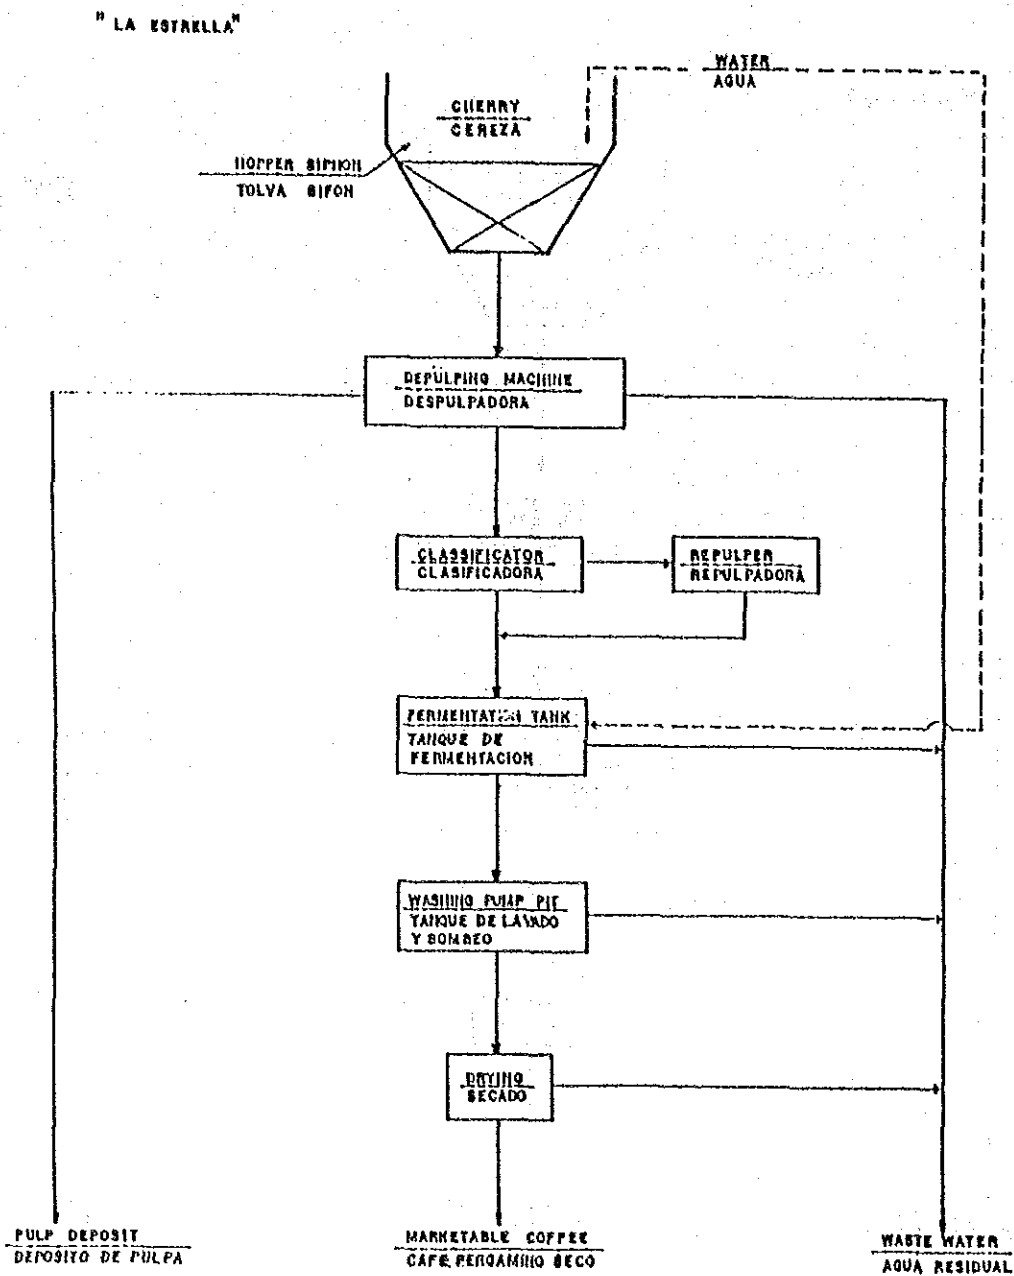 " LA ESTRELLA"
WATER
AGUA
CHERRY
CEREZA
HOPPER SIPHON
TOLVA SIFON
DEPULPING MACHINE
DESPULPADORA
CLASSIFICATOR
CLASIFICADORA
REPULPER
REPULPADORA
FERMENTATION TANK
TANQUE DE
FERMENTACION
WASHING PUMP PIT
TANQUE DE LAVADO
Y BOMBEO
DRYING
SECADO
PULP DEPOSIT
DEPOSITO DE PULPA
MARKETABLE COFFEE
CAFE PERGAMINO SECO
WASTE WATER
AGUA RESIDUAL